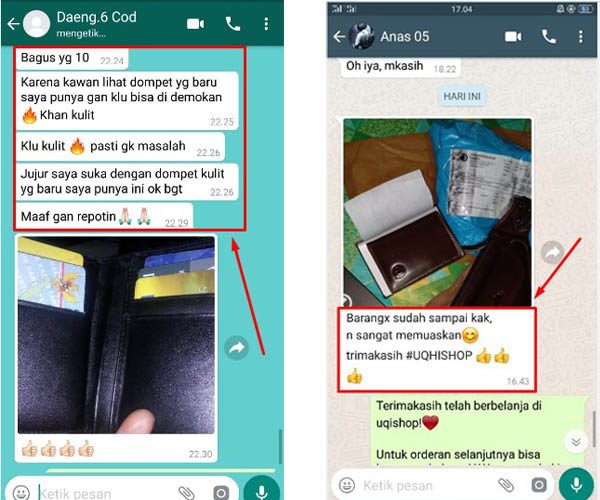 Daeng.6 Cod
mengetik...
Bagus yg 10
22.24
Karena kawan lihat dompet yg baru
saya punya gan klu bisa di demokan
🔥 Khan kulit
22.25
Klu kulit 🔥 pasti gk masalah
22.26
Jujur saya suka dengan dompet kulit
yg baru saya punya ini ok bgt
22.26
Maaf gan repotin🙏🏻 🙏🏻
22.29
👍🏻👍🏻👍🏻👍🏻
22.30
Ketik pesan
17.04
53
Anas 05
Oh iya, mkasih
18.22
HARI INI
Barangx sudah sampai kak,
n sangat memuaskan😊
trimakasih #UQHISHOP 👍👍
👍
16.43
Terimakasih telah berbelanja di
uqishop!❤️
Untuk orderan selanjutnya bisa
Ketik pesan